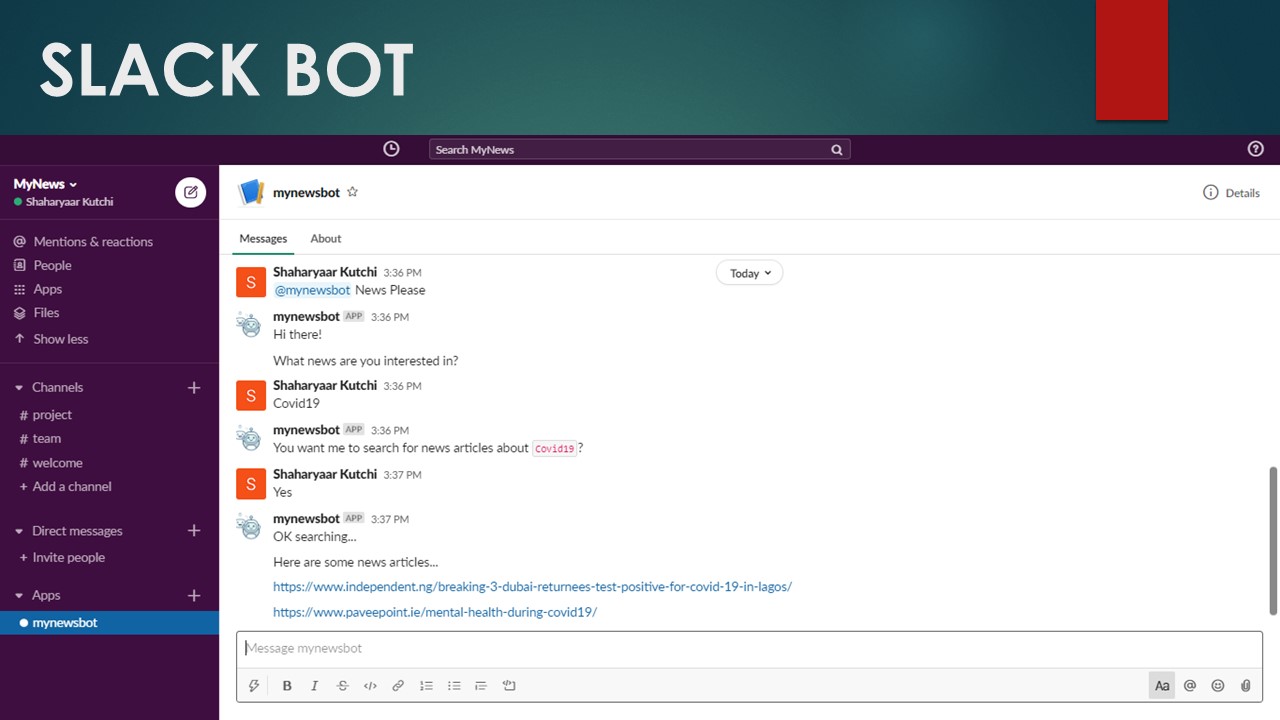 SLACK BOT
Search MyNews
MyNews
Shaharyaar Kutchi
Mentions & reactions
People
Apps
Files
Show less
Channels
# project
# team
# welcome
+ Add a channel
Direct messages
+ Invite people
Apps
mynewsbot
mynewsbot
Details
Messages About
Today
S
Shaharyaar Kutchi 3:36 PM
@mynewsbot News Please
mynewsbot APP 3:36 PM
Hi there!
What news are you interested in?
S
Shaharyaar Kutchi 3:36 PM
Covid19
mynewsbot APP 3:36 PM
You want me to search for news articles about Covid19?
S
Shaharyaar Kutchi 3:37 PM
Yes
mynewsbot APP 3:37 PM
OK searching...
Here are some news articles...
https://www.independent.ng/breaking-3-dubai-returnees-test-positive-for-covid-19-in-lagos/
https://www.paveepoint.ie/mental-health-during-covid19/
Message mynewsbot
B I S </> Aa @